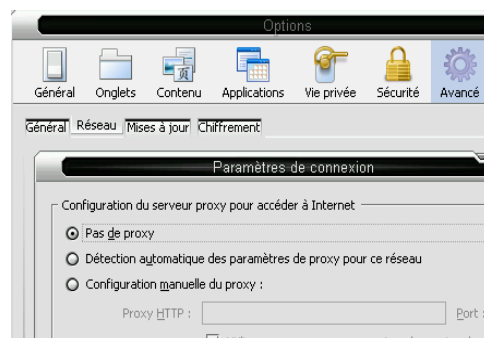 Options
Général Onglets Contenu Applications Vie privée Sécurité Avancé
Général Réseau Mises à jour Chiffrement
Paramètres de connexion
Configuration du serveur proxy pour accéder à Internet
Pas de proxy
Détection automatique des paramètres de proxy pour ce réseau
Configuration manuelle du proxy :
Proxy HTTP : Port :